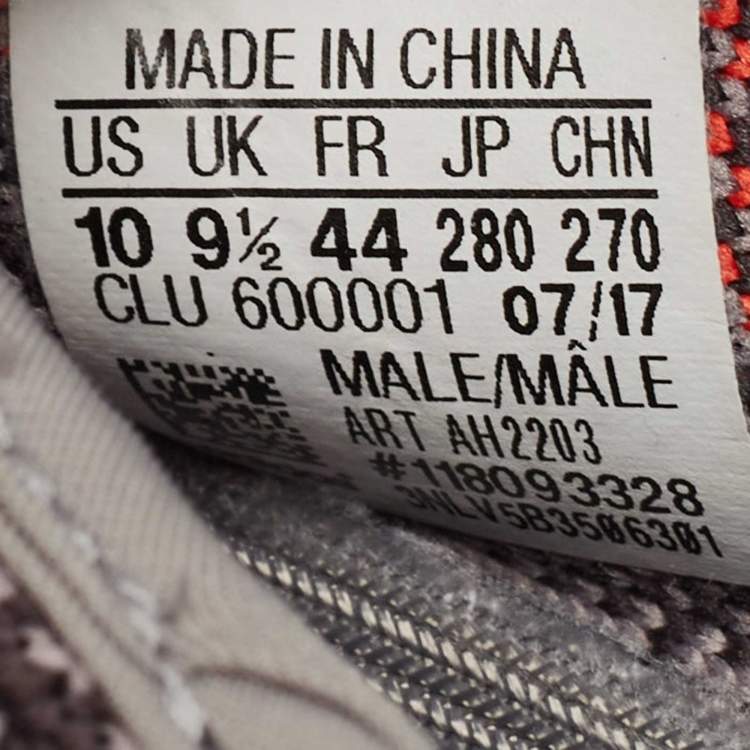 MADE IN CHINA
US UK FR JP CHN
10 9½ 44 280 270
CLU 600001 07/17
MALE/MÂLE
ART AH2203
#118093328
3NLV5B3506301